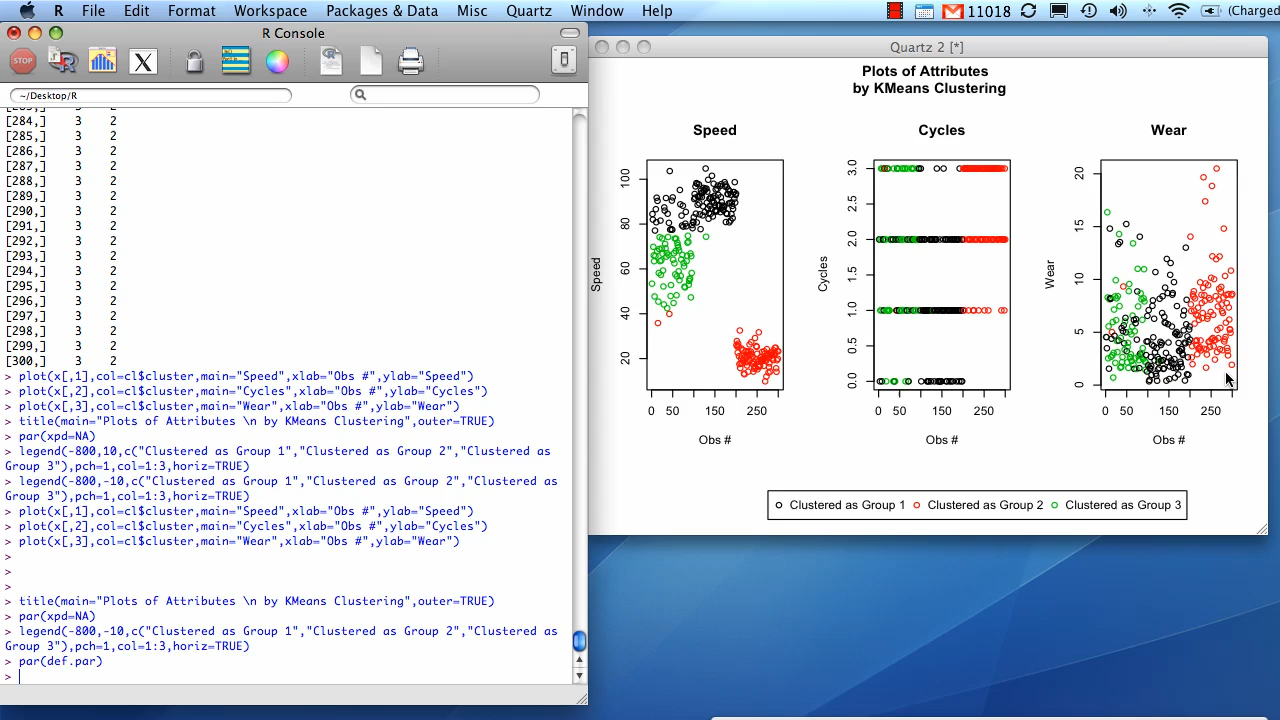 R File Edit Format Workspace Packages & Data Misc Quartz Window Help 11018 (Charged
R Console
STOP
~/Desktop/R
[284,] 3 2
[285,] 3 2
[286,] 3 2
[287,] 3 2
[288,] 3 2
[289,] 3 2
[290,] 3 2
[291,] 3 2
[292,] 3 2
[293,] 3 2
[294,] 3 2
[295,] 3 2
[296,] 3 2
[297,] 3 2
[298,] 3 2
[299,] 3 2
[300,] 3 2
> plot(x[,1],col=cl$cluster,main="Speed",xlab="Obs #",ylab="Speed")
> plot(x[,2],col=cl$cluster,main="Cycles",xlab="Obs #",ylab="Cycles")
> plot(x[,3],col=cl$cluster,main="Wear",xlab="Obs #",ylab="Wear")
> title(main="Plots of Attributes \n by KMeans Clustering",outer=TRUE)
> par(xpd=NA)
> legend(-800,10,c("Clustered as Group 1","Clustered as Group 2","Clustered as
Group 3"),pch=1,col=1:3,horiz=TRUE)
> legend(-800,-10,c("Clustered as Group 1","Clustered as Group 2","Clustered as
Group 3"),pch=1,col=1:3,horiz=TRUE)
> plot(x[,1],col=cl$cluster,main="Speed",xlab="Obs #",ylab="Speed")
> plot(x[,2],col=cl$cluster,main="Cycles",xlab="Obs #",ylab="Cycles")
> plot(x[,3],col=cl$cluster,main="Wear",xlab="Obs #",ylab="Wear")
>
>
>
> title(main="Plots of Attributes \n by KMeans Clustering",outer=TRUE)
> par(xpd=NA)
> legend(-800,-10,c("Clustered as Group 1","Clustered as Group 2","Clustered as
Group 3"),pch=1,col=1:3,horiz=TRUE)
> par(def.par)
>
Quartz 2 [*]
Plots of Attributes
by KMeans Clustering
Speed
Speed
100
80
60
40
20
0 50 150 250
Obs #
Cycles
Cycles
3.0
2.5
2.0
1.5
1.0
0.5
0.0
0 50 150 250
Obs #
Wear
Wear
20
15
10
5
0
0 50 150 250
Obs #
Clustered as Group 1 Clustered as Group 2 Clustered as Group 3